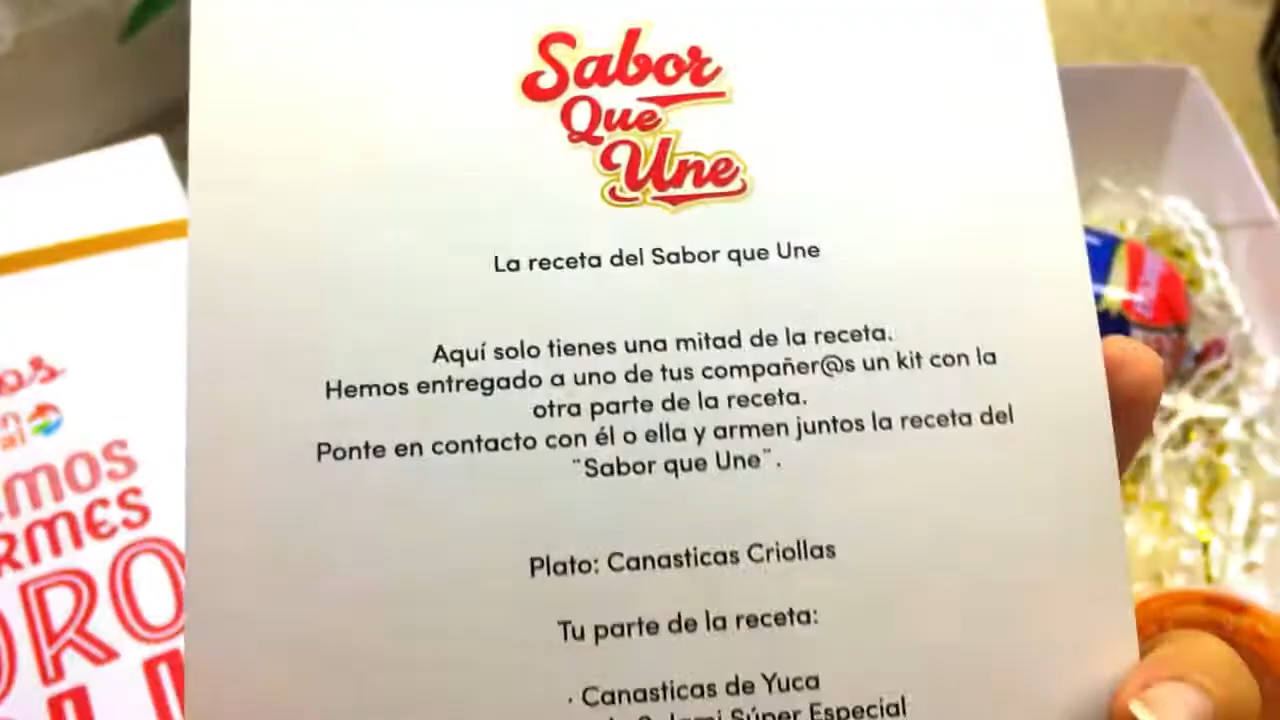 Sabor
Que
Une
La receta del Sabor que Une
Aquí solo tienes una mitad de la receta.
Hemos entregado a uno de tus compañer@s un kit con la
otra parte de la receta.
Ponte en contacto con él o ella y armen juntos la receta del
¨Sabor que Une¨.
Plato: Canasticas Criollas
Tu parte de la receta:
· Canasticas de Yuca
Súper Especial